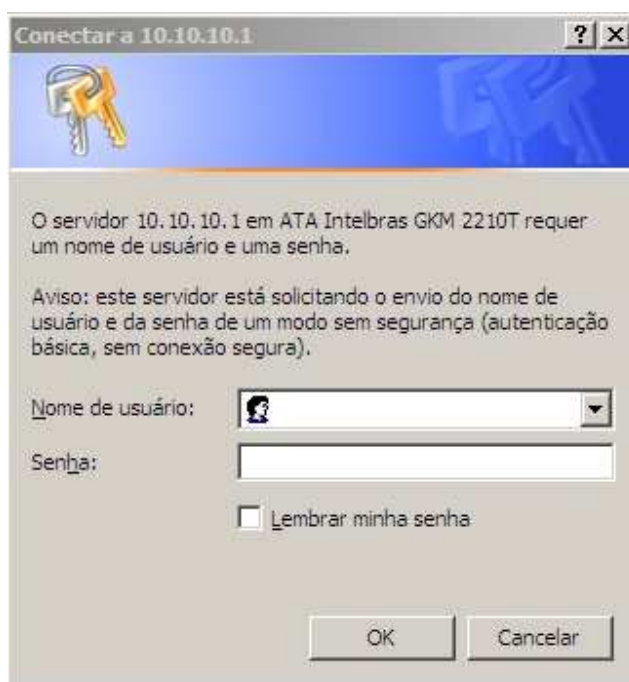 Conectar a 10.10.10.1
O servidor 10.10.10.1 em ATA Intelbras GKM 2210T requer
um nome de usuário e uma senha.
Aviso: este servidor está solicitando o envio do nome de
usuário e da senha de um modo sem segurança (autenticação
básica, sem conexão segura).
Nome de usuário:
Senha:
Lembrar minha senha
OK Cancelar